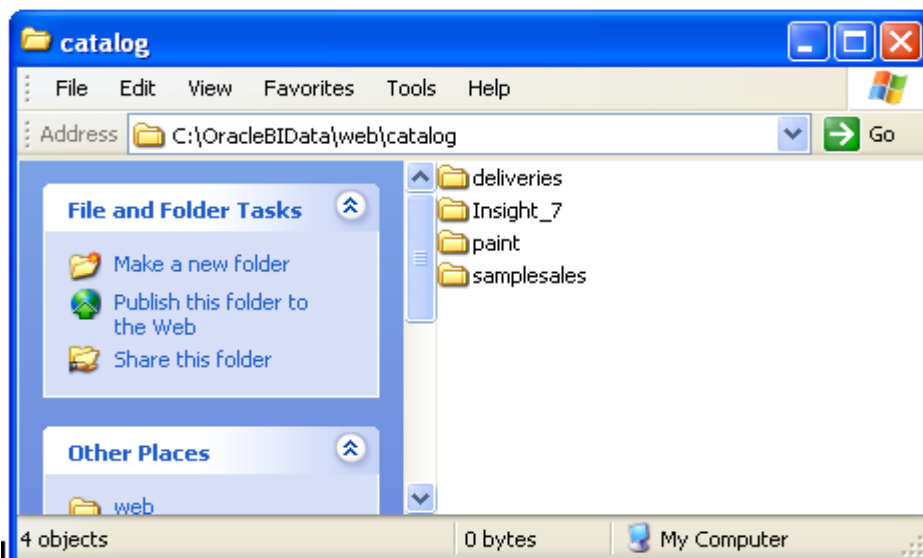 catalog
File Edit View Favorites Tools Help
Address C:\OracleBIData\web\catalog Go
File and Folder Tasks
Make a new folder
Publish this folder to
the Web
Share this folder
Other Places
web
deliveries
Insight_7
paint
samplesales
4 objects 0 bytes My Computer